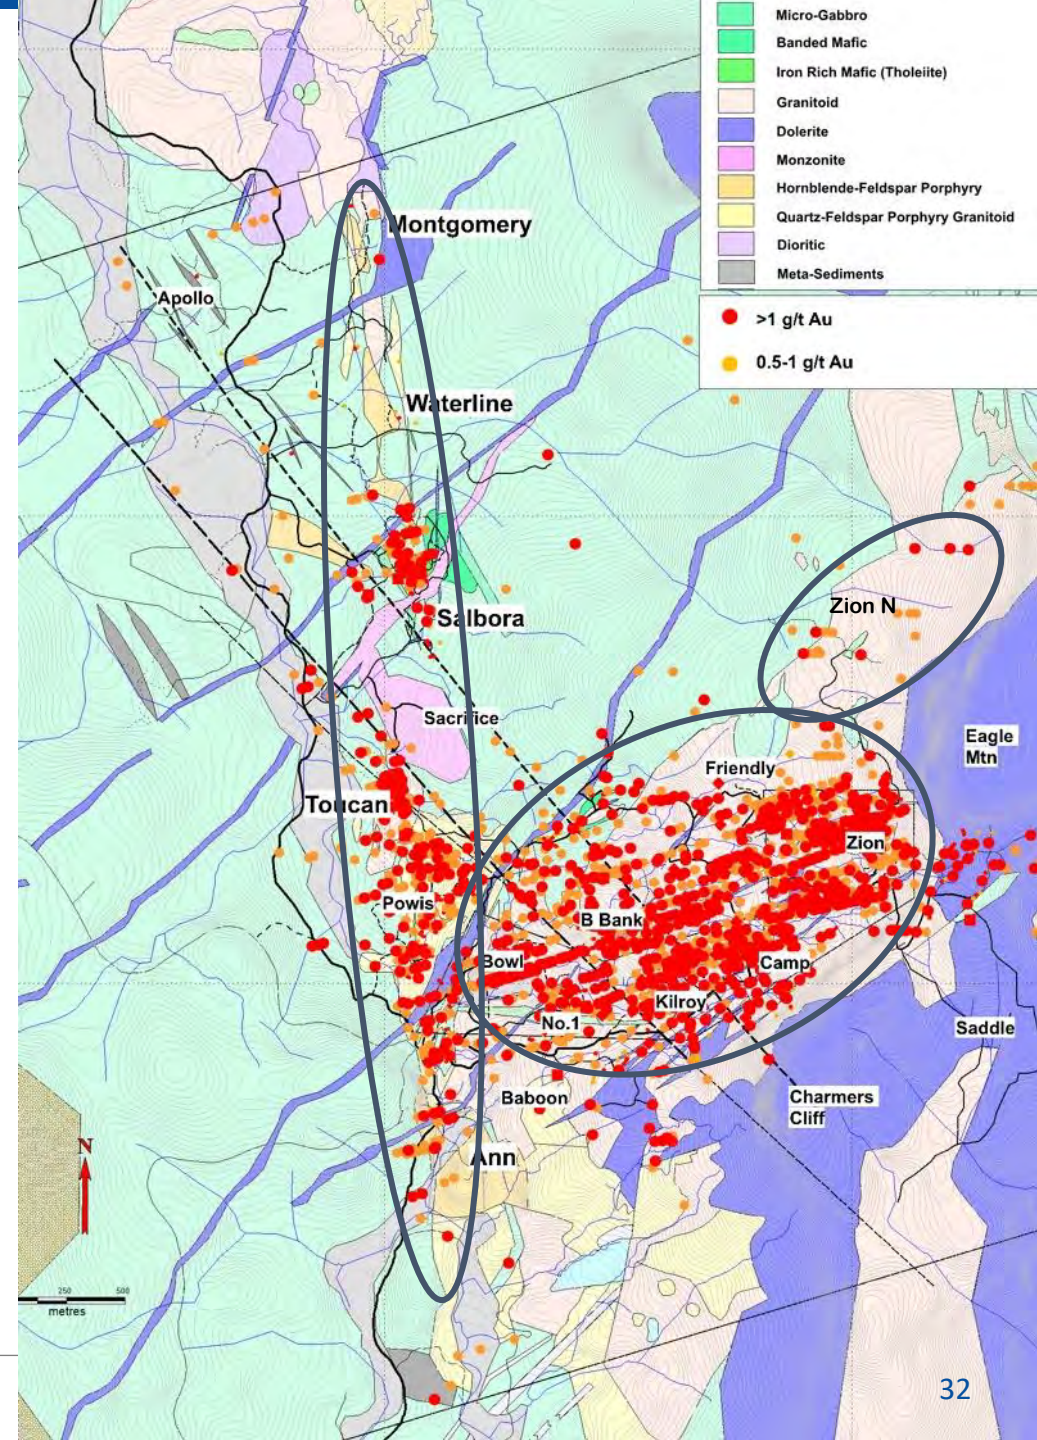 Micro-Gabbro
Banded Mafic
Iron Rich Mafic (Tholeiite)
Granitoid
Dolerite
Monzonite
Hornblende-Feldspar Porphyry
Quartz-Feldspar Porphyry Granitoid
Dioritic
Meta-Sediments
>1 g/t Au
0.5-1 g/t Au
Montgomery
Apollo
Waterline
Zion N
Salbora
Sacrifice
Eagle
Mtn
Friendly
Toucan
Zion
Powis
B Bank
Bowl
Camp
Kilroy
No.1
Saddle
Baboon
Charmers
Cliff
N
Ann
250 500
metres
32